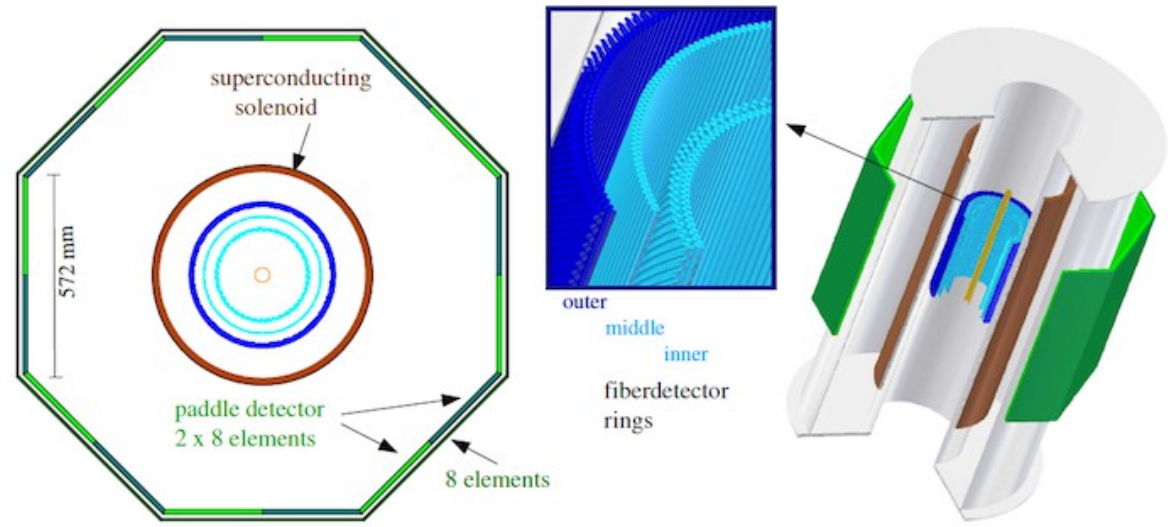 superconducting
solenoid
572 mm
paddle detector
2 x 8 elements
8 elements
outer
middle
inner
fiberdetector
rings